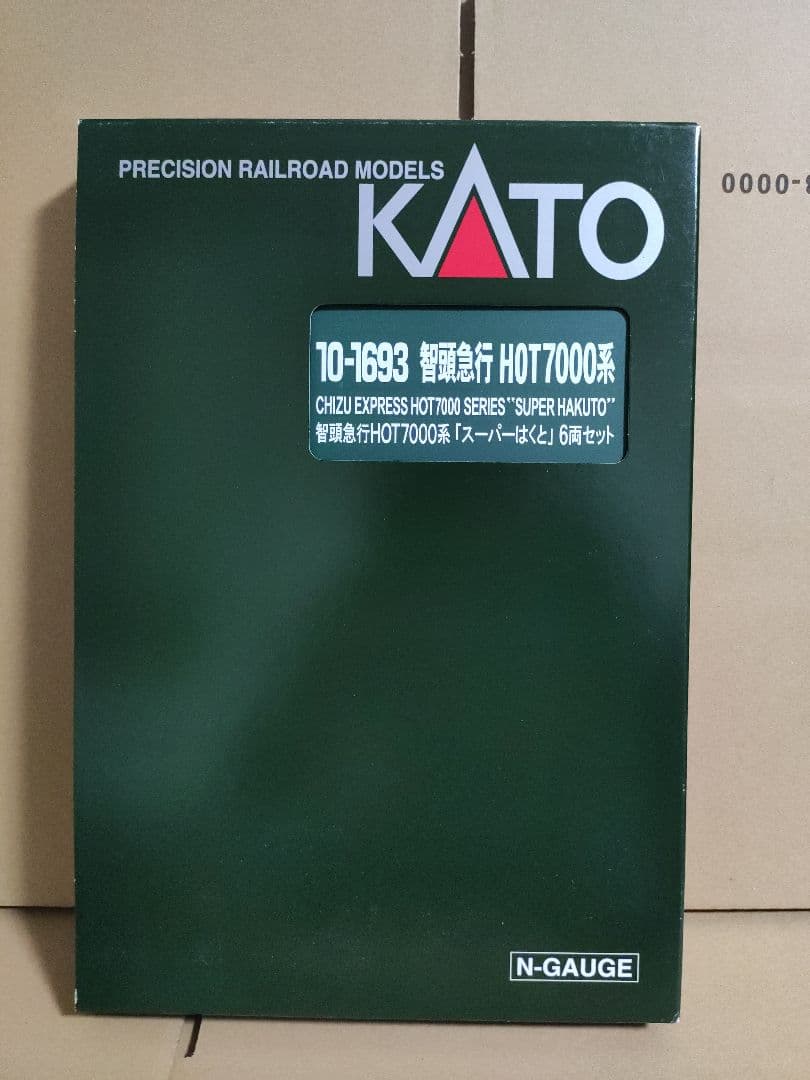 PRECISION RAILROAD MODELS
KATO
0000-
10-1693 智頭急行 HOT7000系
CHIZU EXPRESS HOT7000 SERIES "SUPER HAKUTO"
智頭急行HOT7000系「スーパーはくと」6両セット
N-GAUGE